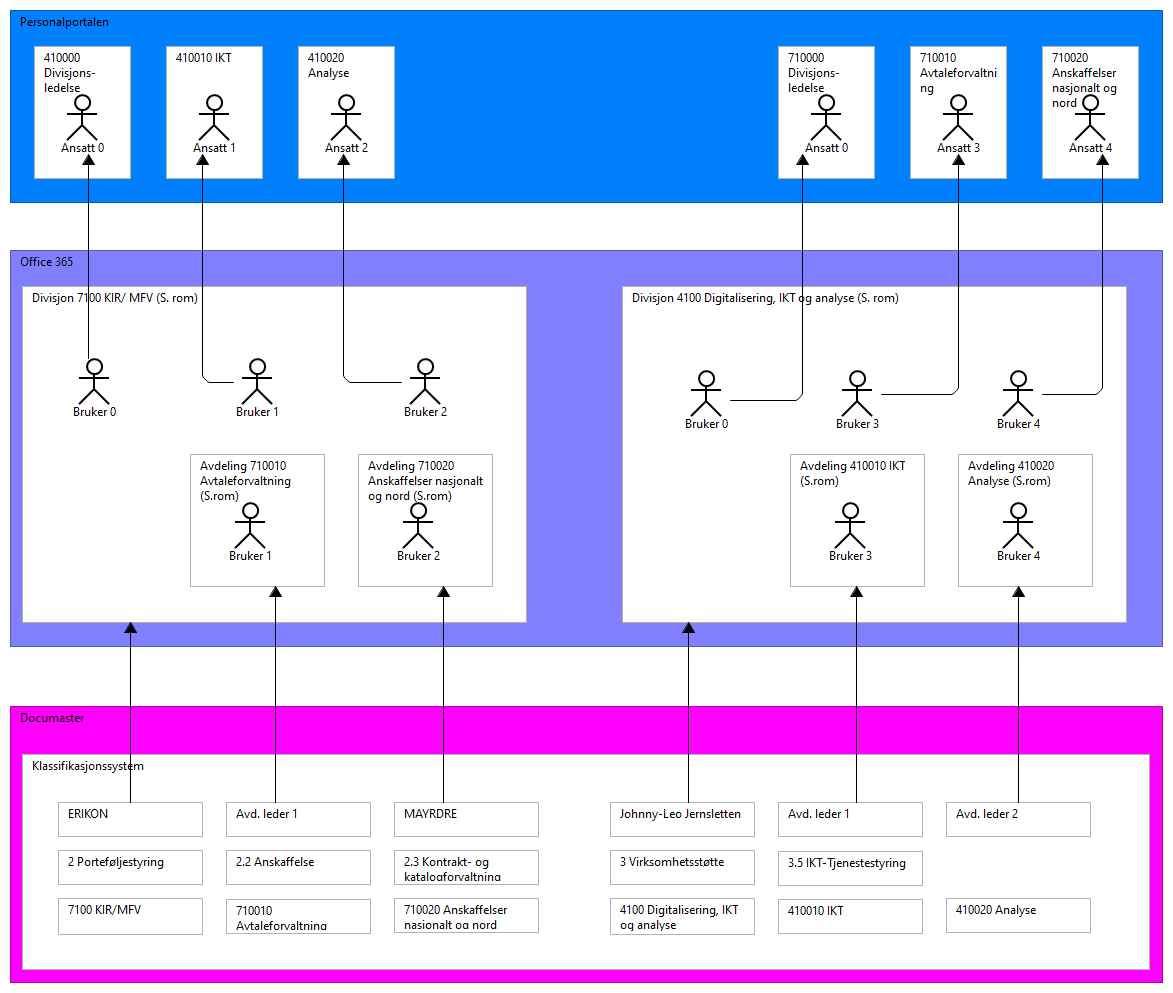 Personalportalen
410000
Divisjons-
ledelse
Ansatt 0
410010 IKT
Ansatt 1
410020
Analyse
Ansatt 2
710000
Divisjons-
ledelse
Ansatt 0
710010
Avtaleforvaltni
ng
Ansatt 3
710020
Anskaffelser
nasjonalt og
nord
Ansatt 4
Office 365
Divisjon 7100 KIR/ MFV (S. rom)
Bruker 0
Bruker 1
Bruker 2
Avdeling 710010
Avtaleforvaltning
(S.rom)
Bruker 1
Avdeling 710020
Anskaffelser nasjonalt
og nord (S.rom)
Bruker 2
Divisjon 4100 Digitalisering, IKT og analyse (S. rom)
Bruker 0
Bruker 3
Bruker 4
Avdeling 410010 IKT
(S.rom)
Bruker 3
Avdeling 410020
Analyse (S.rom)
Bruker 4
Documaster
Klassifikasjonssystem
ERIKON
Avd. leder 1
MAYRDRE
Johnny-Leo Jernsletten
Avd. leder 1
Avd. leder 2
2 Porteføljestyring
2.2 Anskaffelse
2.3 Kontrakt- og
katalogforvaltning
3 Virksomhetsstøtte
3.5 IKT-Tjenestestyring
7100 KIR/MFV
710010
Avtaleforvaltning
710020 Anskaffelser
nasjonalt og nord
4100 Digitalisering, IKT
og analyse
410010 IKT
410020 Analyse